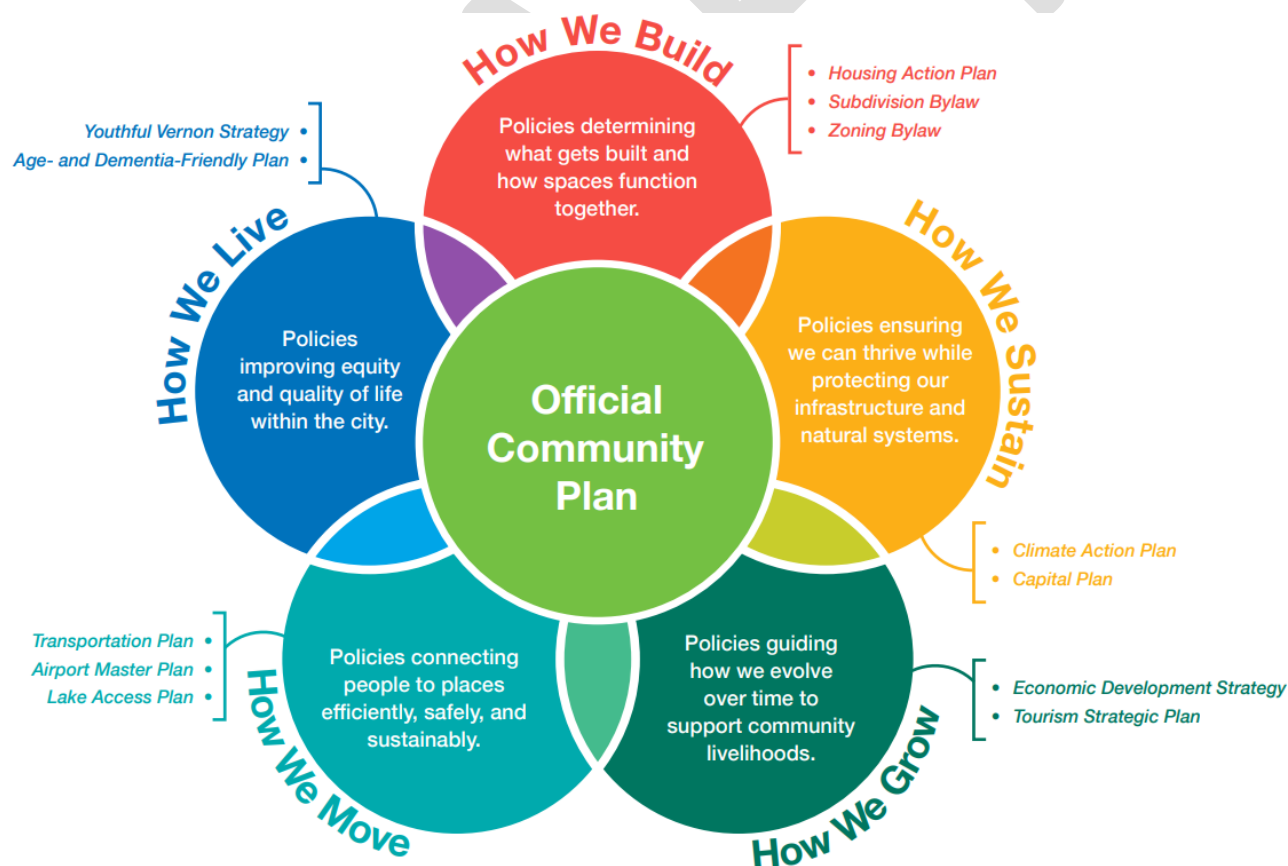 How We Build
Policies determining
what gets built and
how spaces function
together.
• Housing Action Plan
• Subdivision Bylaw
• Zoning Bylaw
Youthful Vernon Strategy •
Age- and Dementia-Friendly Plan •
How We Live
Policies
improving equity
and quality of life
within the city.
How We Sustain
Policies ensuring
we can thrive while
protecting our
infrastructure and
natural systems.
• Climate Action Plan
• Capital Plan
Official
Community
Plan
Transportation Plan •
Airport Master Plan •
Lake Access Plan •
How We Move
Policies connecting
people to places
efficiently, safely, and
sustainably.
How We Grow
Policies guiding
how we evolve
over time to
support community
livelihoods.
• Economic Development Strategy
• Tourism Strategic Plan